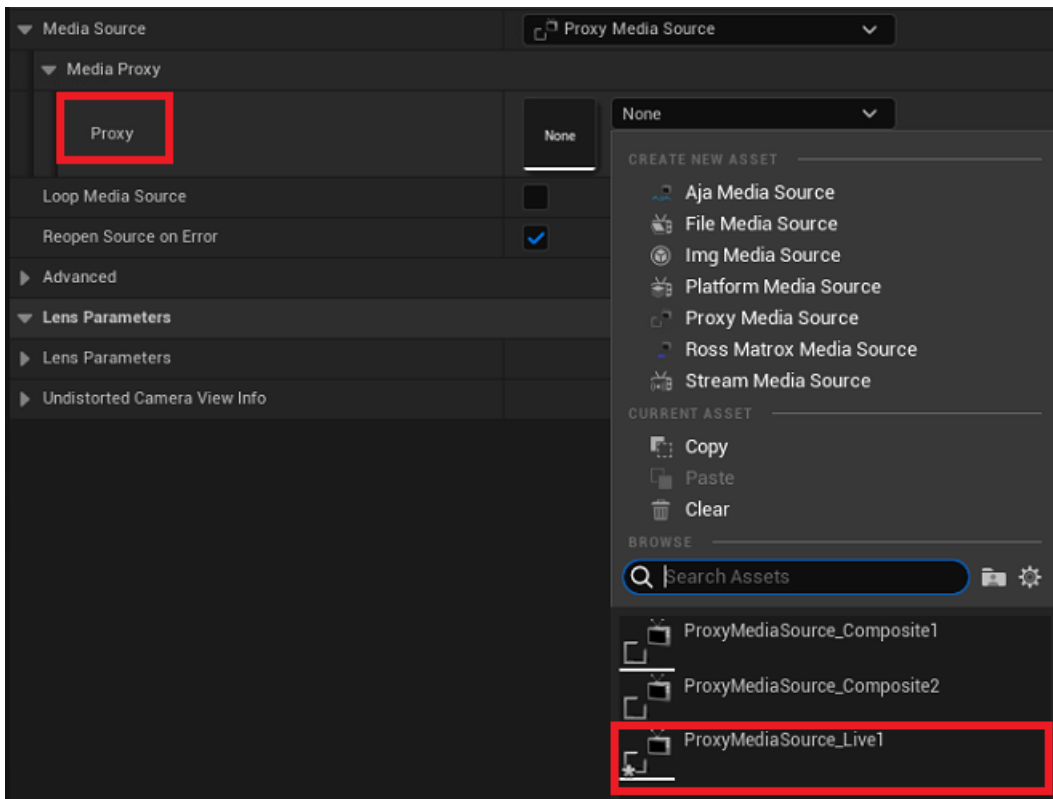 Media Source
Proxy Media Source
Media Proxy
Proxy
None
None
CREATE NEW ASSET
Aja Media Source
File Media Source
Img Media Source
Platform Media Source
Proxy Media Source
Ross Matrox Media Source
Stream Media Source
CURRENT ASSET
Copy
Paste
Clear
BROWSE
Search Assets
ProxyMediaSource_Composite1
ProxyMediaSource_Composite2
ProxyMediaSource_Live1
Loop Media Source
Reopen Source on Error
Advanced
Lens Parameters
Lens Parameters
Undistorted Camera View Info